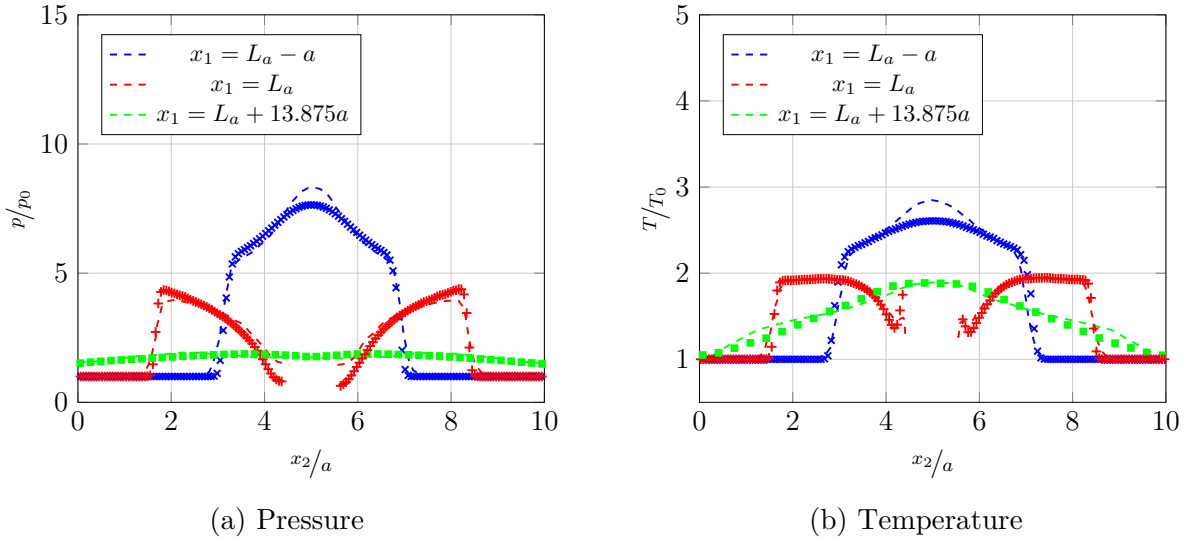 15
10
5
0
p/p0
x1 = La − a
x1 = La
x1 = La + 13.875a
0 2 4 6 8 10
x2/a
(a) Pressure
5
4
3
2
1
T/T0
x1 = La − a
x1 = La
x1 = La + 13.875a
0 2 4 6 8 10
x2/a
(b) Temperature